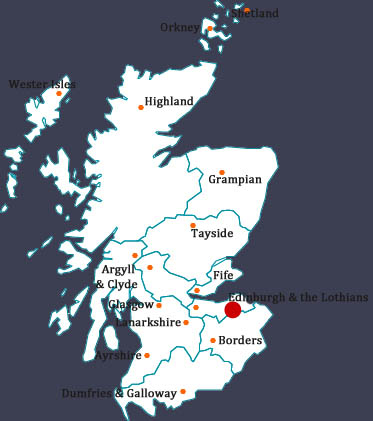 Shetland
Orkney
Wester Isles
Highland
Grampian
Tayside
Argyll
& Clyde
Fife
Edinburgh & the Lothians
Glasgow
Lanarkshire
Borders
Ayrshire
Dumfries & Galloway